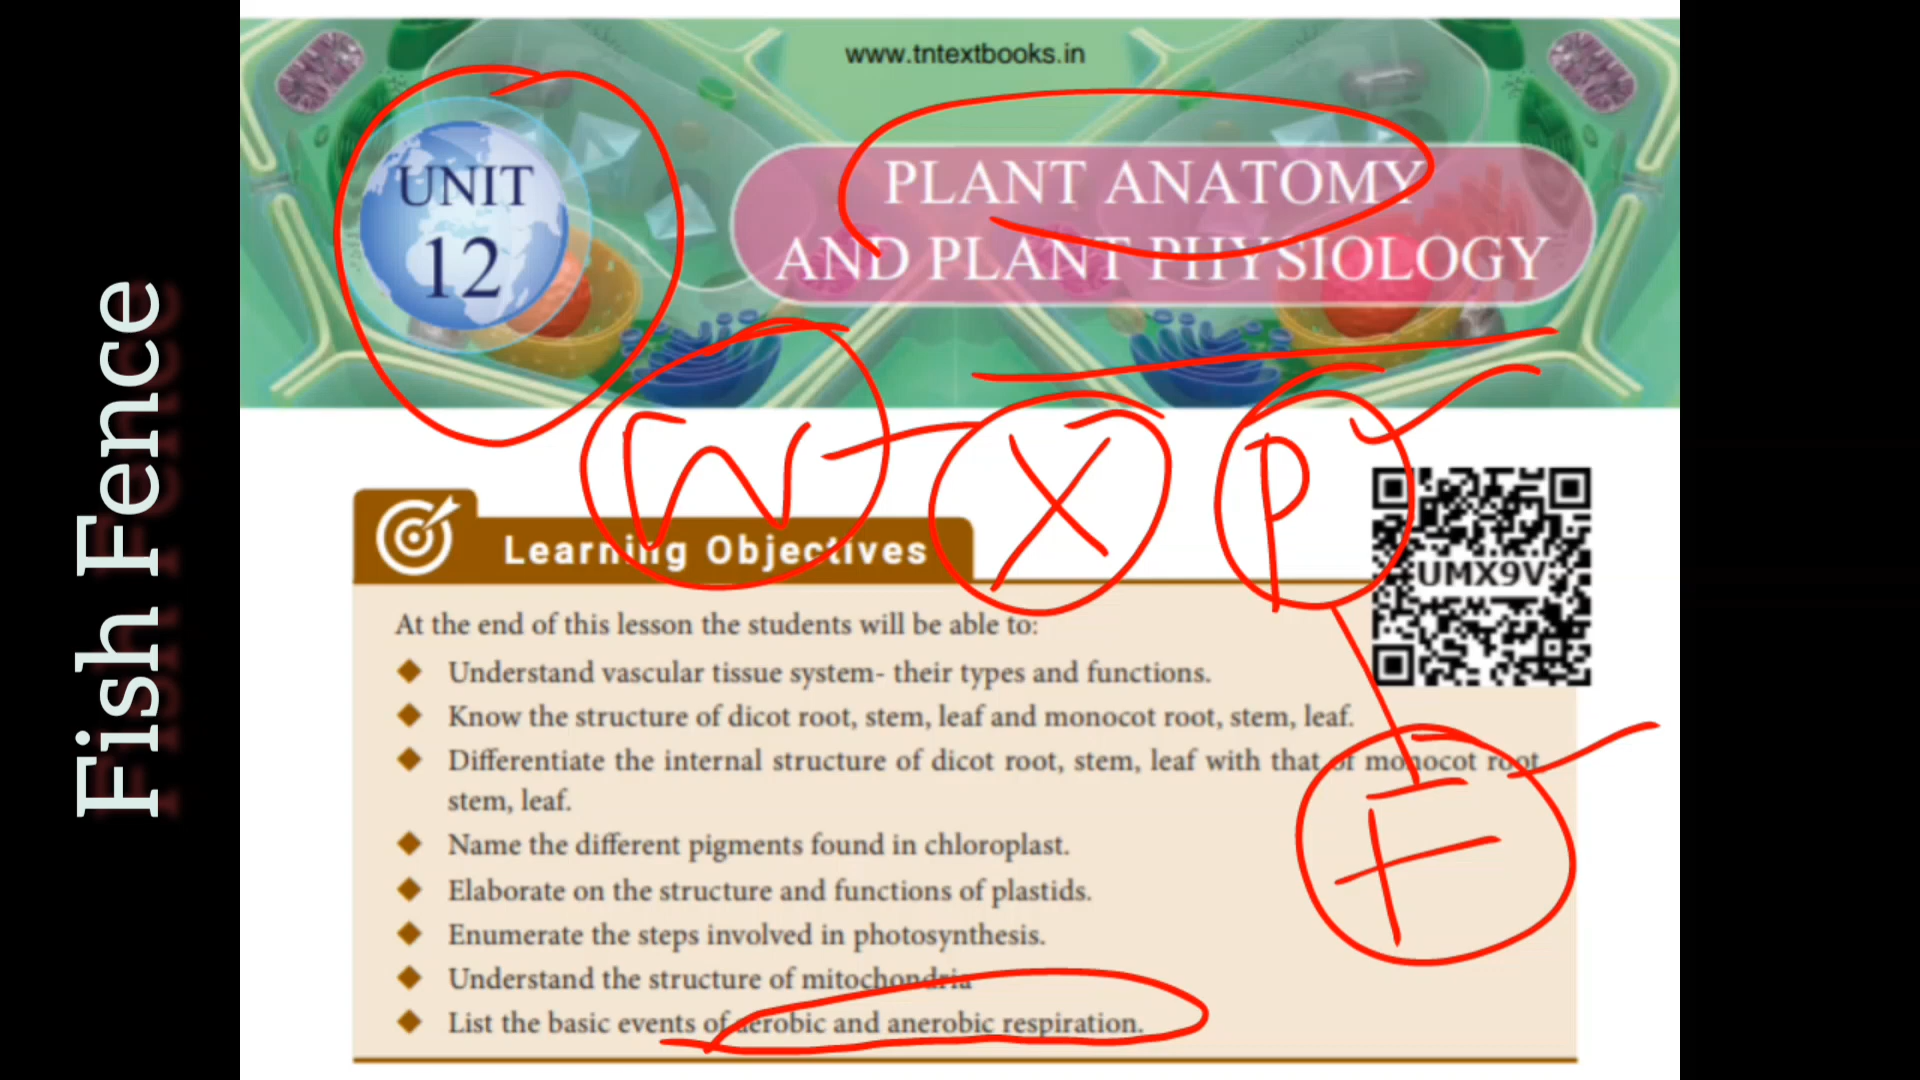 Fish Fence
www.tntextbooks.in
UNIT
12
PLANT ANATOMY
AND PLANT PHYSIOLOGY
W X P
UMX9V
Learning Objectives
At the end of this lesson the students will be able to:
Understand vascular tissue system- their types and functions.
Know the structure of dicot root, stem, leaf and monocot root, stem, leaf.
Differentiate the internal structure of dicot root, stem, leaf with that of monocot root,
stem, leaf.
Name the different pigments found in chloroplast.
F
Elaborate on the structure and functions of plastids.
Enumerate the steps involved in photosynthesis.
Understand the structure of mitochondria
List the basic events of aerobic and anerobic respiration.